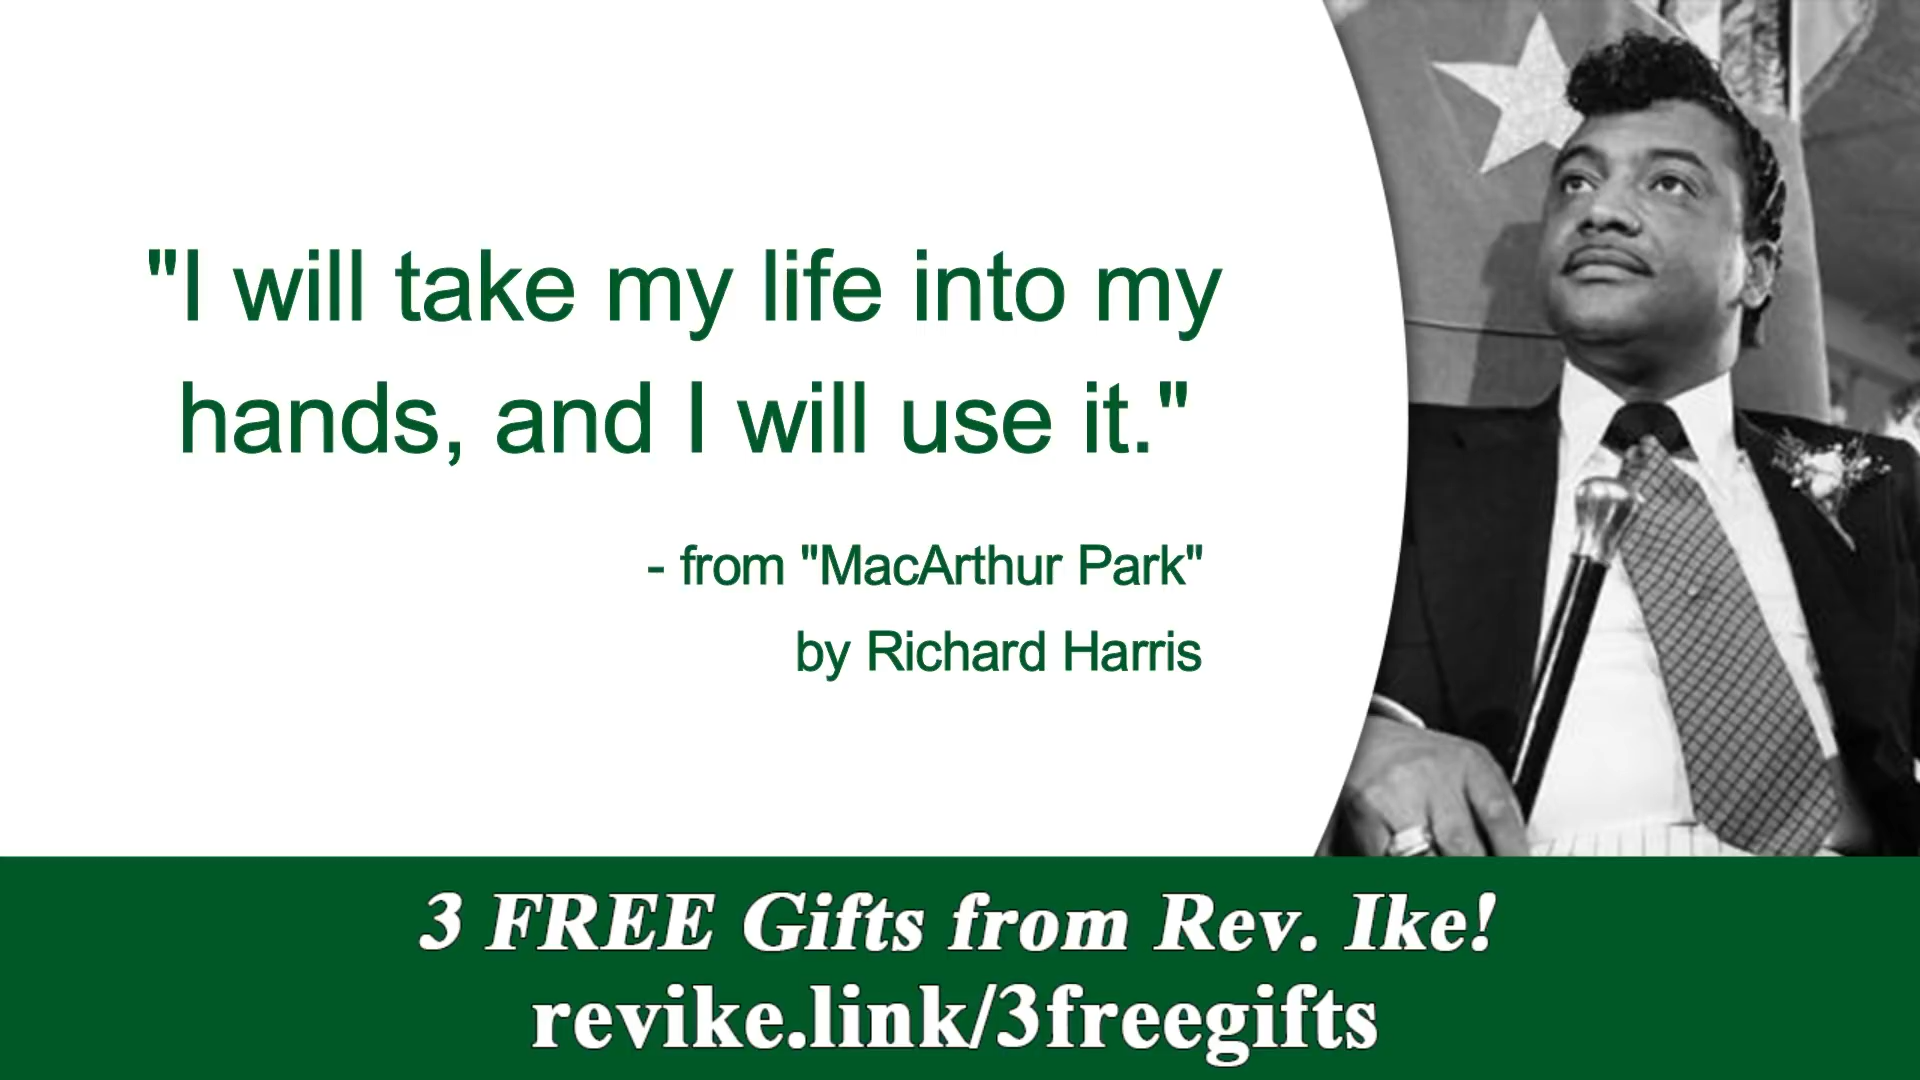 "I will take my life into my
hands, and I will use it."
- from "MacArthur Park"
by Richard Harris
3 FREE Gifts from Rev. Ike!
revike.link/3freegifts